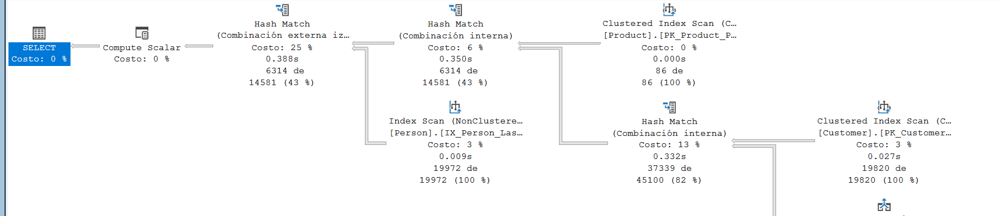 SELECT
Costo: 0 %
Compute Scalar
Costo: 0 %
Hash Match
(Combinación externa iz…
Costo: 25 %
0.388s
6314 de
14581 (43 %)
Hash Match
(Combinación interna)
Costo: 6 %
0.350s
6314 de
14581 (43 %)
Clustered Index Scan (C…
[Product].[PK_Product_P…
Costo: 0 %
0.000s
86 de
86 (100 %)
Index Scan (NonClustere…
[Person].[IX_Person_Las…
Costo: 3 %
0.009s
19972 de
19972 (100 %)
Hash Match
(Combinación interna)
Costo: 13 %
0.332s
37339 de
45100 (82 %)
Clustered Index Scan (C…
[Customer].[PK_Customer…
Costo: 3 %
0.027s
19820 de
19820 (100 %)